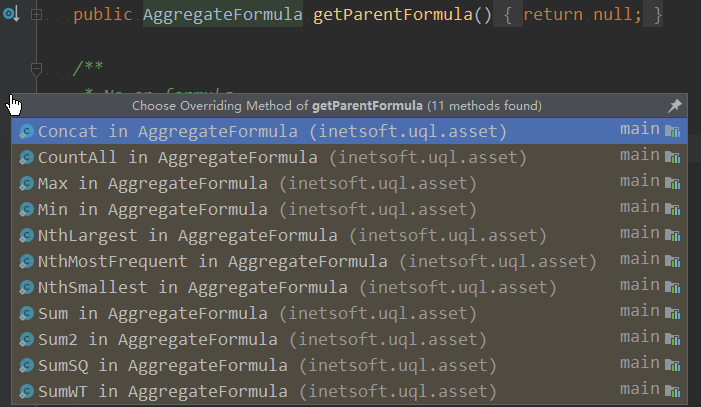 public AggregateFormula getParentFormula() { return null; }
/**
Choose Overriding Method of getParentFormula (11 methods found)
Concat in AggregateFormula (inetsoft.uql.asset) main
CountAll in AggregateFormula (inetsoft.uql.asset) main
Max in AggregateFormula (inetsoft.uql.asset) main
Min in AggregateFormula (inetsoft.uql.asset) main
NthLargest in AggregateFormula (inetsoft.uql.asset) main
NthMostFrequent in AggregateFormula (inetsoft.uql.asset) main
NthSmallest in AggregateFormula (inetsoft.uql.asset) main
Sum in AggregateFormula (inetsoft.uql.asset) main
Sum2 in AggregateFormula (inetsoft.uql.asset) main
SumSQ in AggregateFormula (inetsoft.uql.asset) main
SumWT in AggregateFormula (inetsoft.uql.asset) main